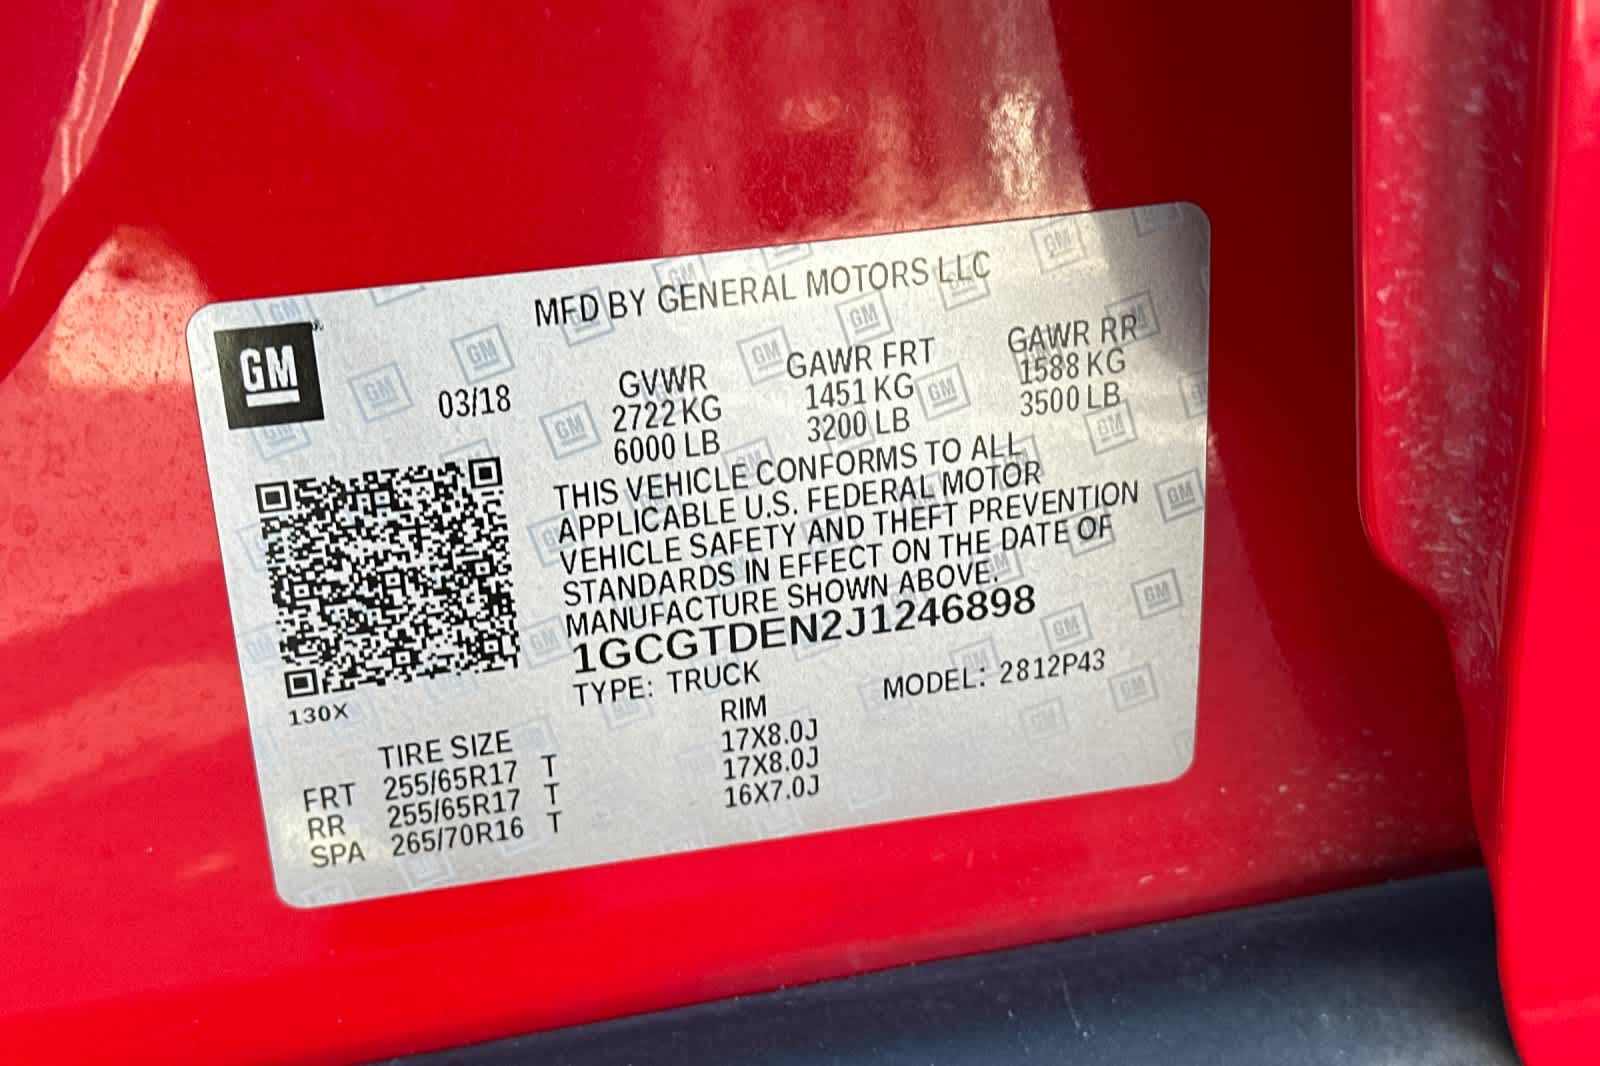 MFD BY GENERAL MOTORS LLC
GM
03/18
GVWR GAWR FRT GAWR RR
2722 KG 1451 KG 1588 KG
6000 LB 3200 LB 3500 LB
THIS VEHICLE CONFORMS TO ALL
APPLICABLE U.S. FEDERAL MOTOR
VEHICLE SAFETY AND THEFT PREVENTION
STANDARDS IN EFFECT ON THE DATE OF
MANUFACTURE SHOWN ABOVE.
1GCGTDEN2J1246898
TYPE: TRUCK MODEL: 2812P43
130X
TIRE SIZE RIM
FRT 255/65R17 T 17X8.0J
RR 255/65R17 T 17X8.0J
SPA 265/70R16 T 16X7.0J